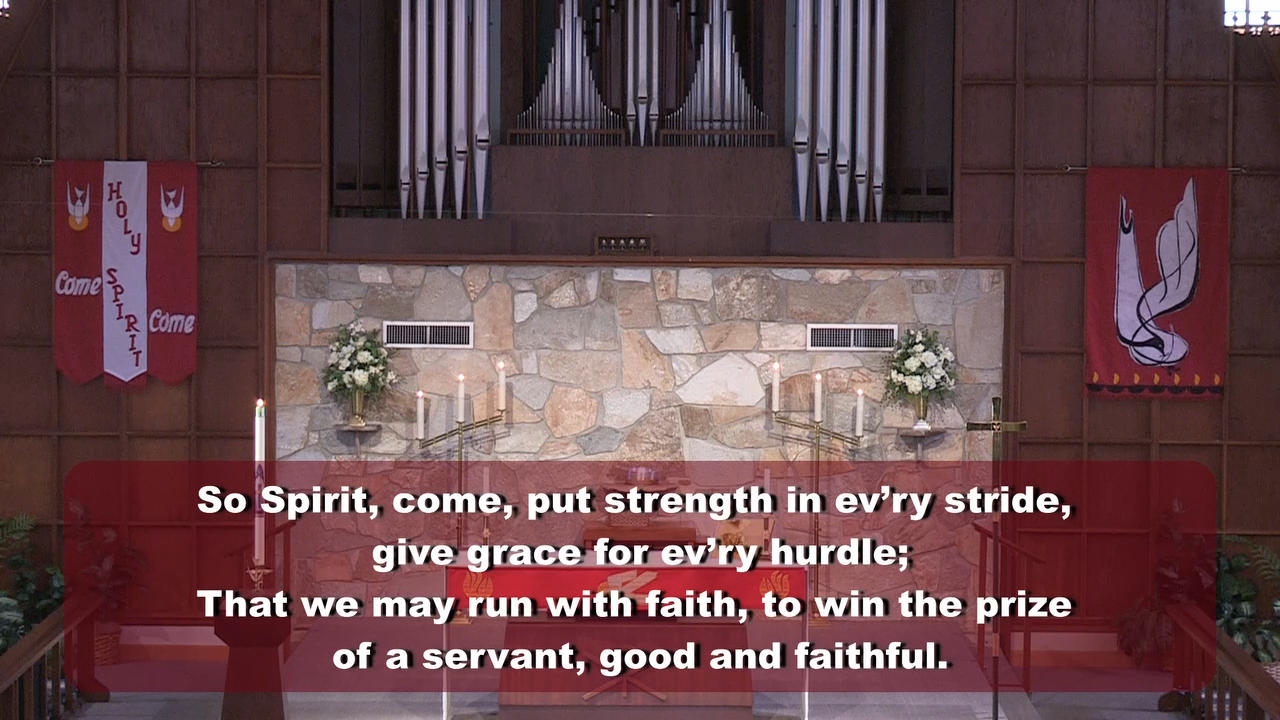 HOLY
SPIRIT
Come
Come
So Spirit, come, put strength in ev’ry stride,
give grace for ev’ry hurdle;
That we may run with faith, to win the prize
of a servant, good and faithful.